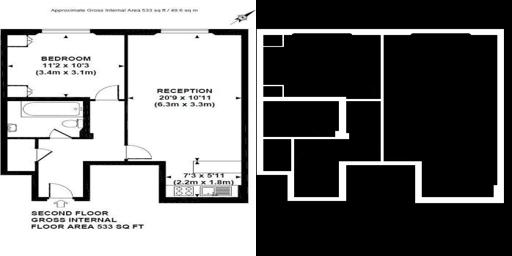 Approximate Gross Internal Area 533 sq ft / 49.6 sq m
BEDROOM
11'2 x 10'3
(3.4m x 3.1m)
RECEPTION
20'9 x 10'11
(6.3m x 3.3m)
7'3 x 5'11
(2.2m x 1.8m)
SECOND FLOOR
GROSS INTERNAL
FLOOR AREA 533 SQ FT